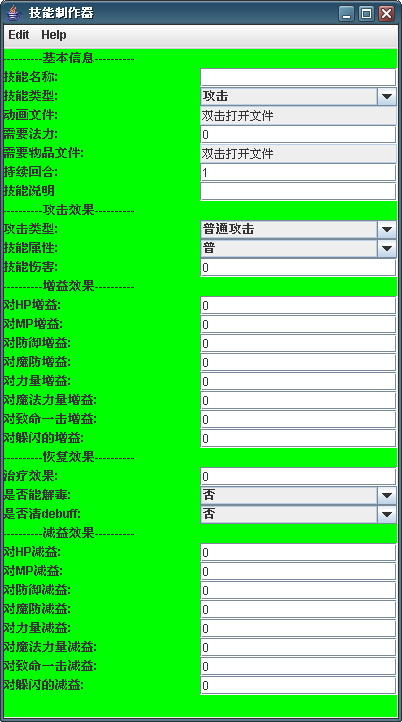 技能制作器
Edit Help
----------基本信息----------
技能名称:
技能类型: 攻击
动画文件: 双击打开文件
需要法力: 0
需要物品文件: 双击打开文件
持续回合: 1
技能说明
----------攻击效果----------
攻击类型: 普通攻击
技能属性: 普
技能伤害: 0
----------增益效果----------
对HP增益: 0
对MP增益: 0
对防御增益: 0
对魔防增益: 0
对力量增益: 0
对魔法力量增益: 0
对致命一击增益: 0
对躲闪的增益: 0
----------恢复效果----------
治疗效果: 0
是否能解毒: 否
是否清debuff: 否
----------减益效果----------
对HP减益: 0
对MP减益: 0
对防御减益: 0
对魔防减益: 0
对力量减益: 0
对魔法力量减益: 0
对致命一击减益: 0
对躲闪的减益: 0